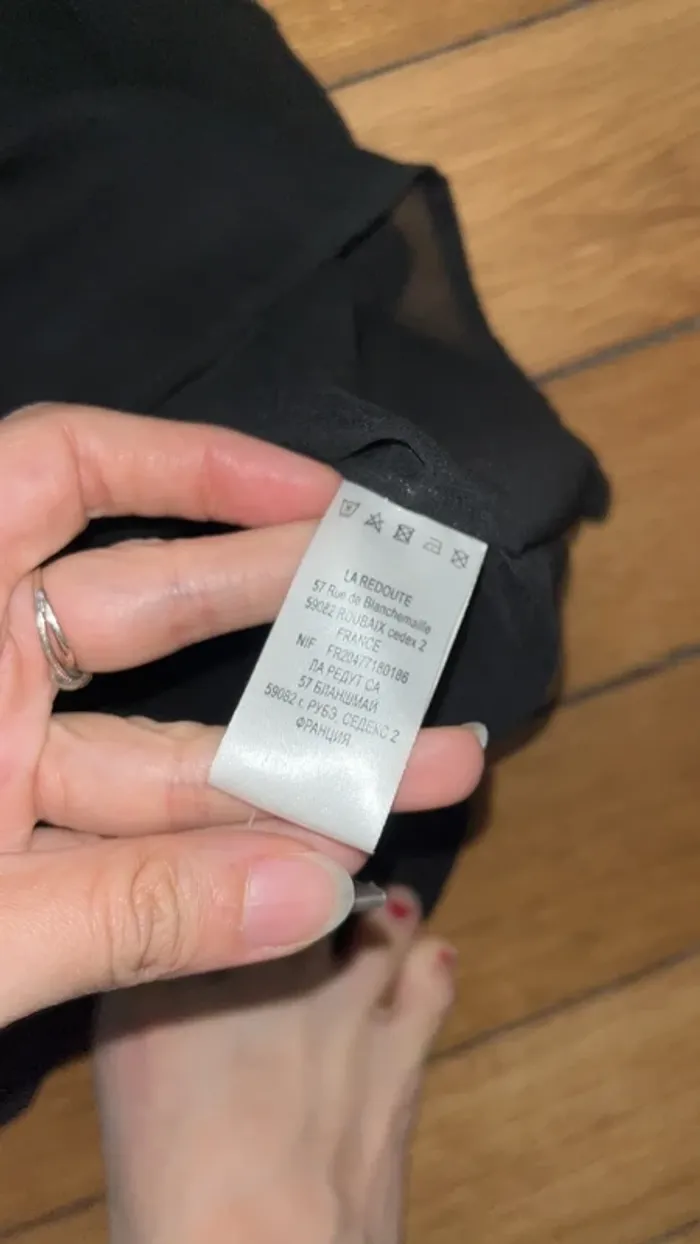 LA REDOUTE
57 Rue de Blanchemaille
59082 ROUBAIX cedex 2
FRANCE
NIF FR20477180186
ЛА РЕДУТ СА
57 БЛАНШМАЙ
59082 г. РУБЭ, СЕДЕКС 2
ФРАНЦИЯ